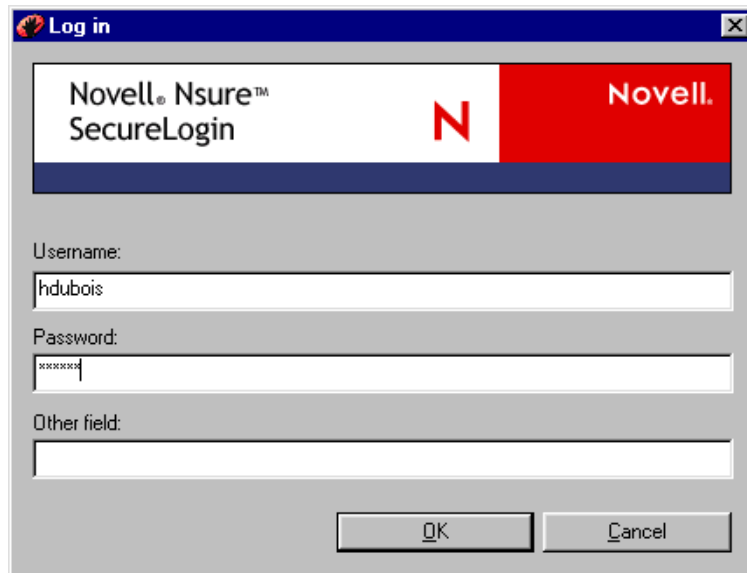 Log in
Novell® Nsure™
SecureLogin
N
Novell®
Username:
hdubois
Password:
******
Other field:
OK
Cancel